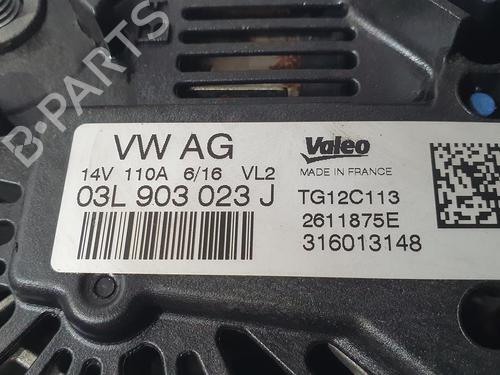 B-PARTS
VW AG
14V 110A 6/16 VL2
03L 903 023 J
Valeo
MADE IN FRANCE
TG12C113
2611875E
316013148